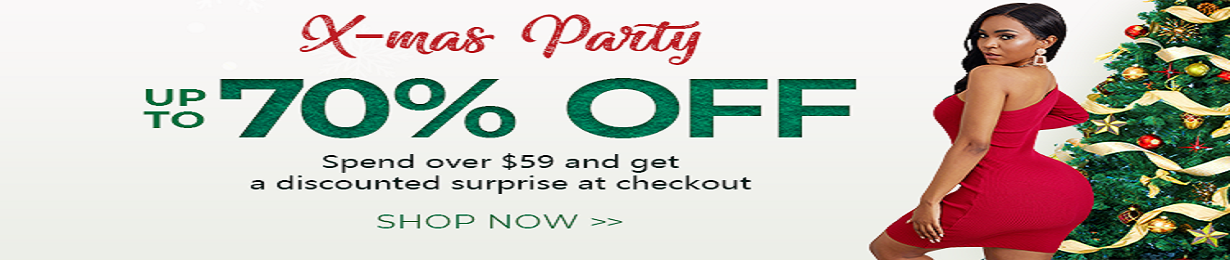 X-mas Party
UP TO 70% OFF
Spend over $59 and get
a discounted surprise at checkout
SHOP NOW >>